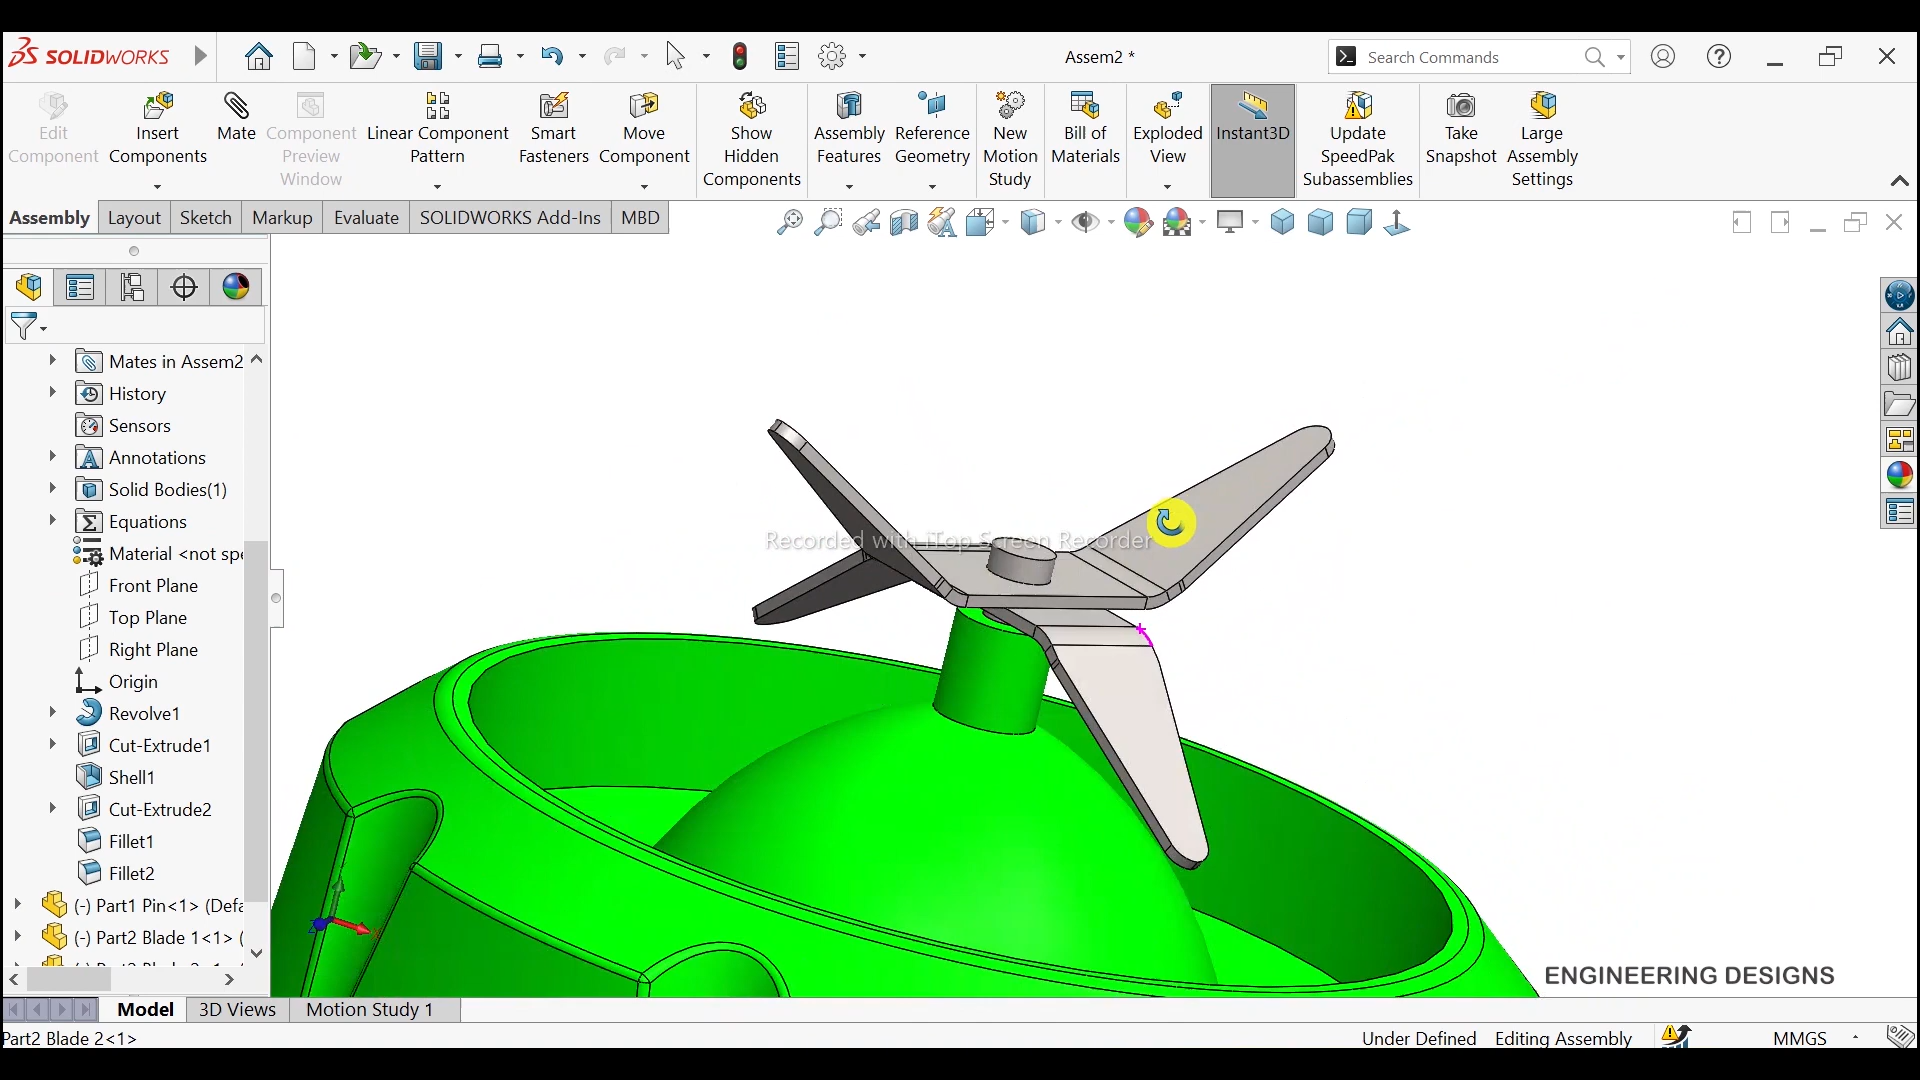 SOLIDWORKS
Assem2 *
Search Commands
Edit Component
Insert Components
Mate
Component Preview Window
Linear Component Pattern
Smart Fasteners
Move Component
Show Hidden Components
Assembly Features
Reference Geometry
New Motion Study
Bill of Materials
Exploded View
Instant3D
Update SpeedPak Subassemblies
Take Snapshot
Large Assembly Settings
Assembly
Layout
Sketch
Markup
Evaluate
SOLIDWORKS Add-Ins
MBD
Mates in Assem2
History
Sensors
Annotations
Solid Bodies(1)
Equations
Material <not spe
Front Plane
Top Plane
Right Plane
Origin
Revolve1
Cut-Extrude1
Shell1
Cut-Extrude2
Fillet1
Fillet2
(-) Part1 Pin<1> (Defa
(-) Part2 Blade 1<1> (
Recorded with iTop Screen Recorder
ENGINEERING DESIGNS
Model
3D Views
Motion Study 1
Part2 Blade 2<1>
Under Defined
Editing Assembly
MMGS